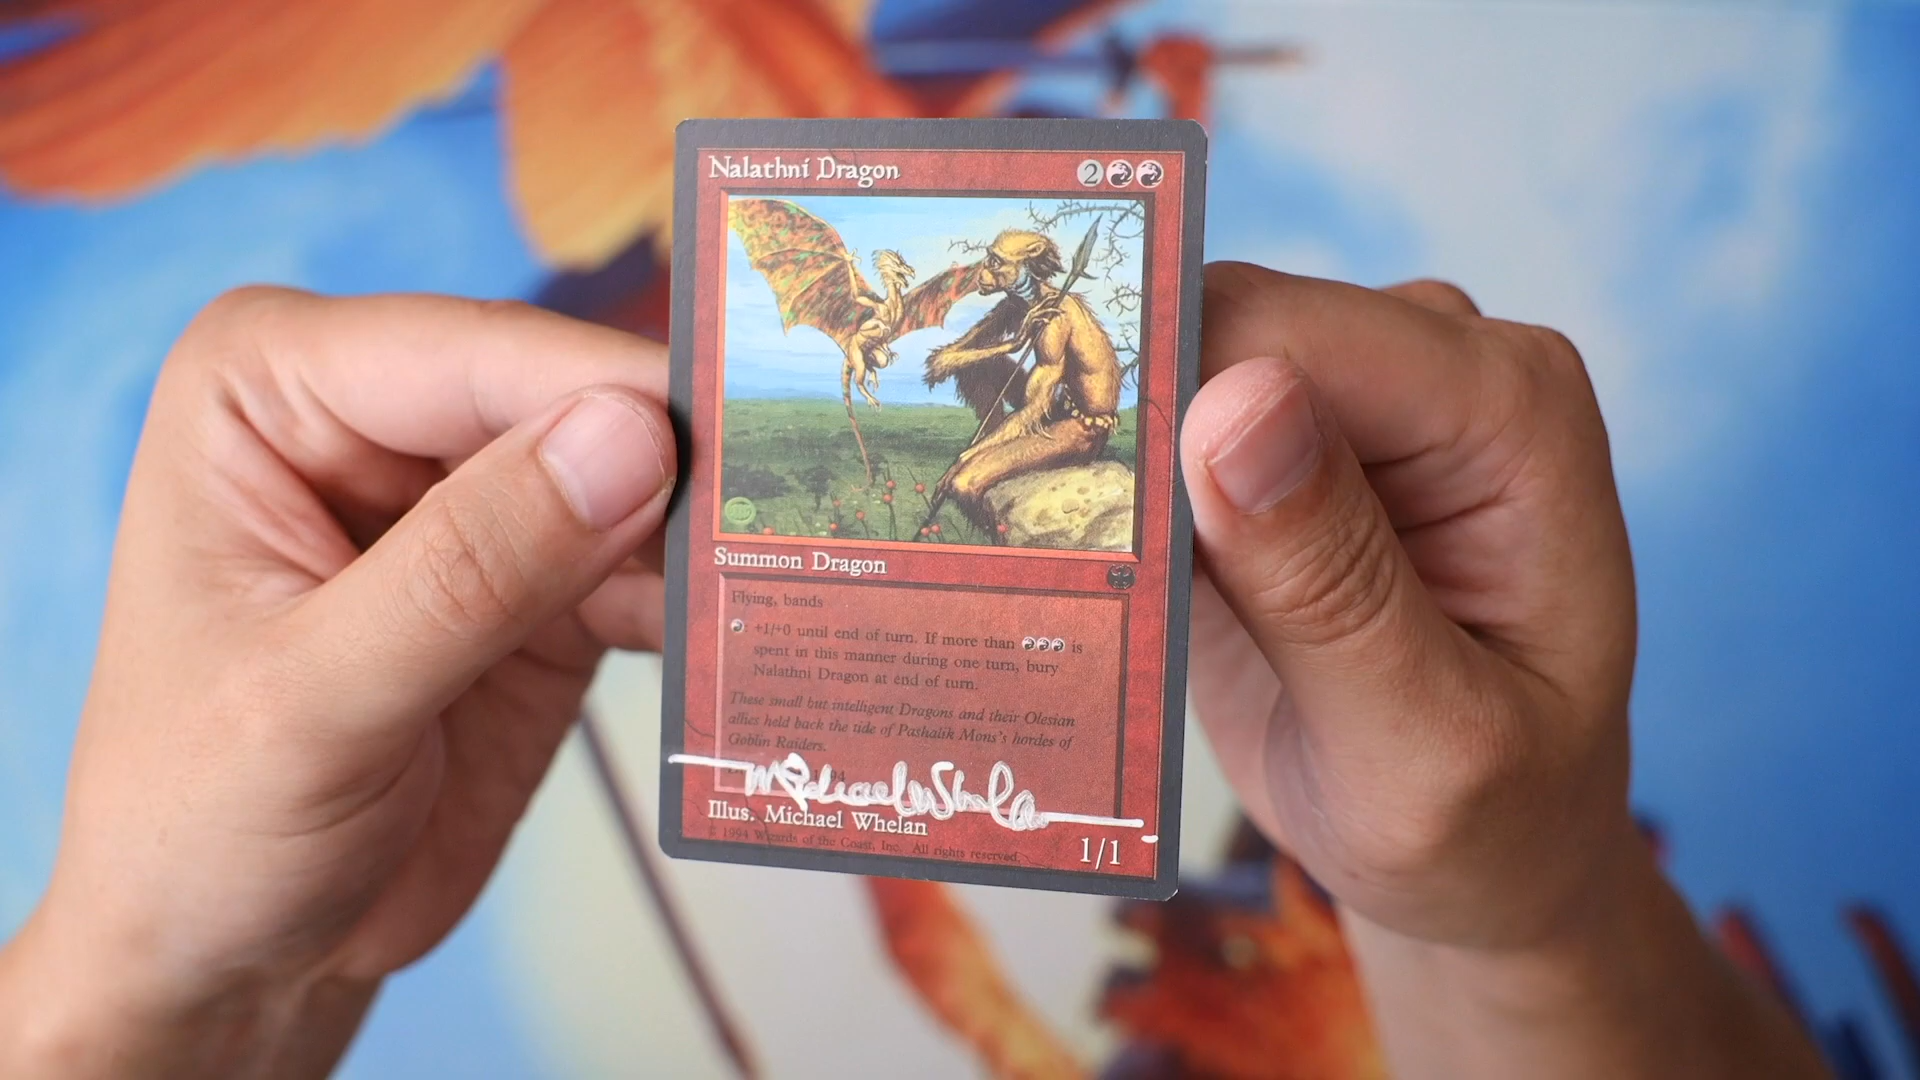 Nalathni Dragon
2
Summon Dragon
Flying, bands
: +1/+0 until end of turn. If more than is
spent in this manner during one turn, bury
Nalathni Dragon at end of turn.
These small but intelligent Dragons and their Olesian
allies held back the tide of Pashalik Mons's hordes of
Goblin Raiders.
Michael Whelan
Illus. Michael Whelan
© 1994 Wizards of the Coast, Inc. All rights reserved.
1/1